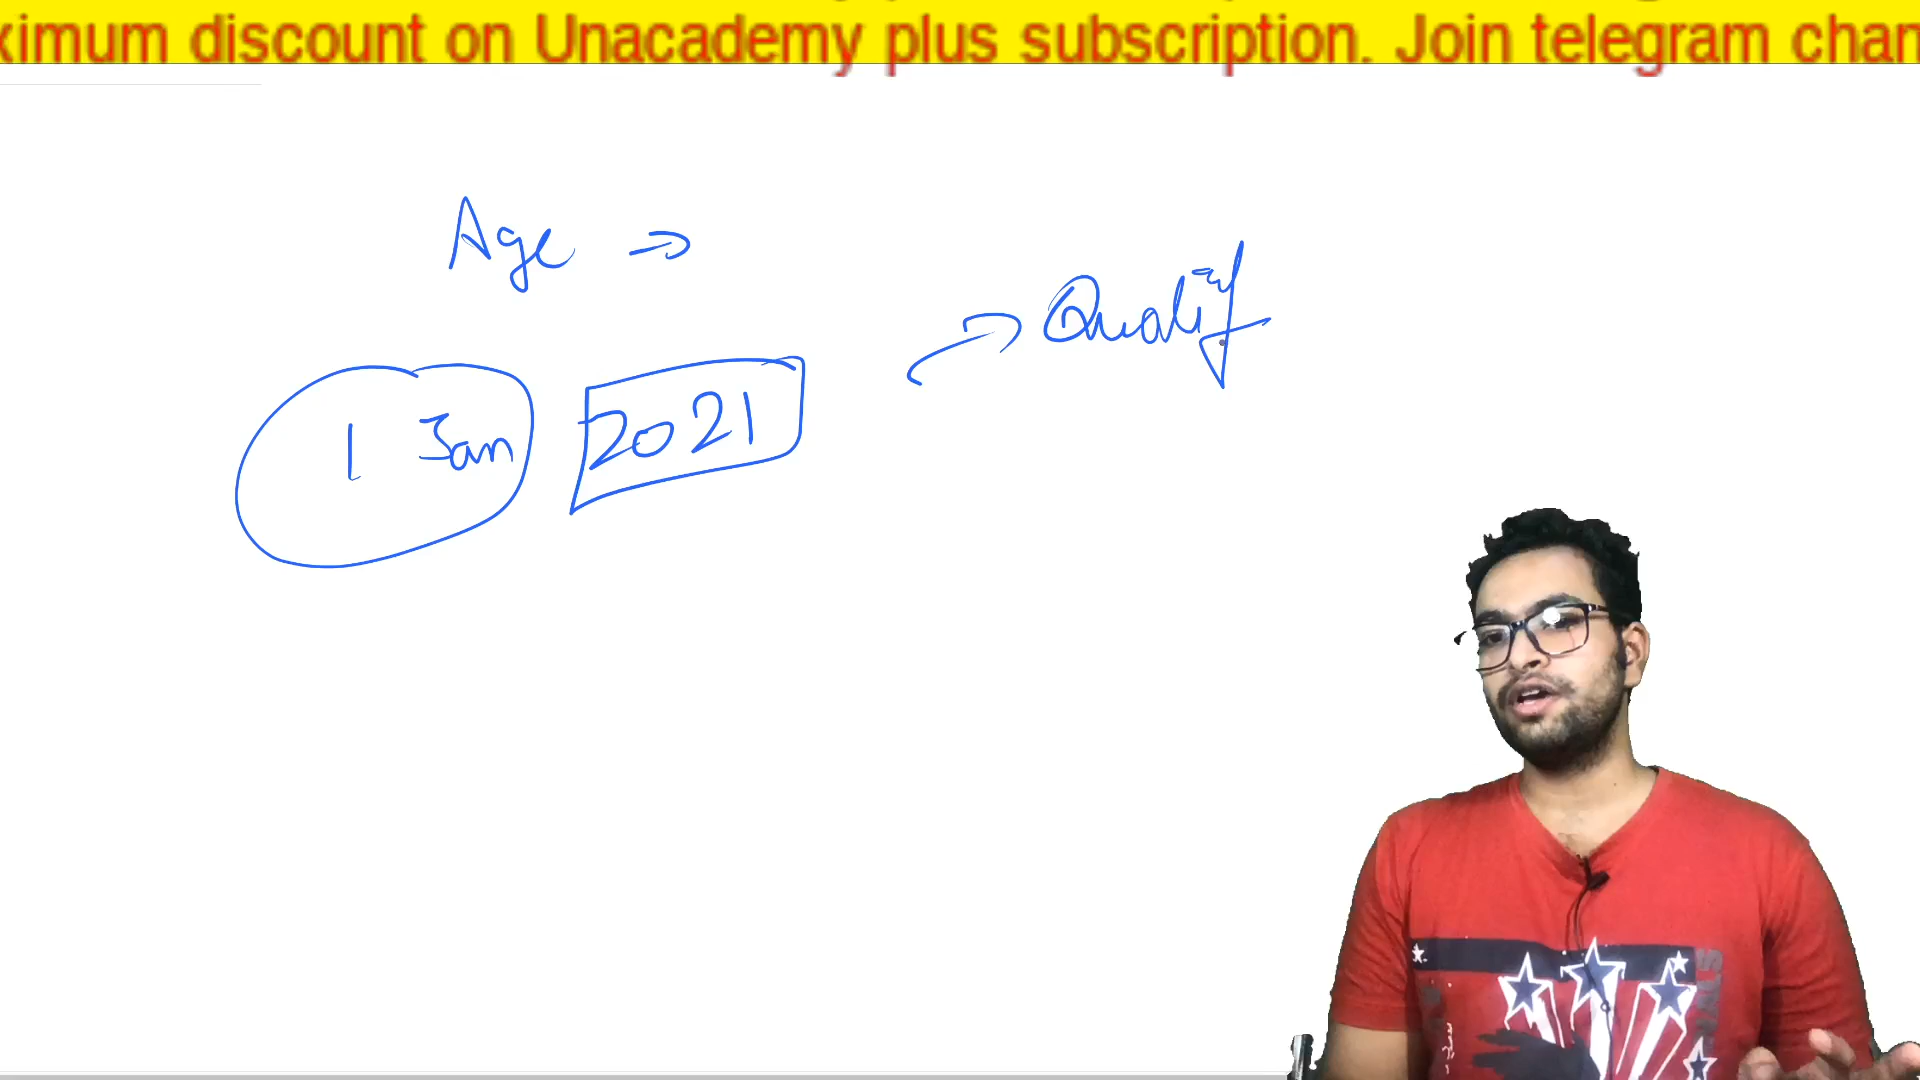 ximum discount on Unacademy plus subscription. Join telegram chan
Age →
→ Qualif
1 Jan 2021